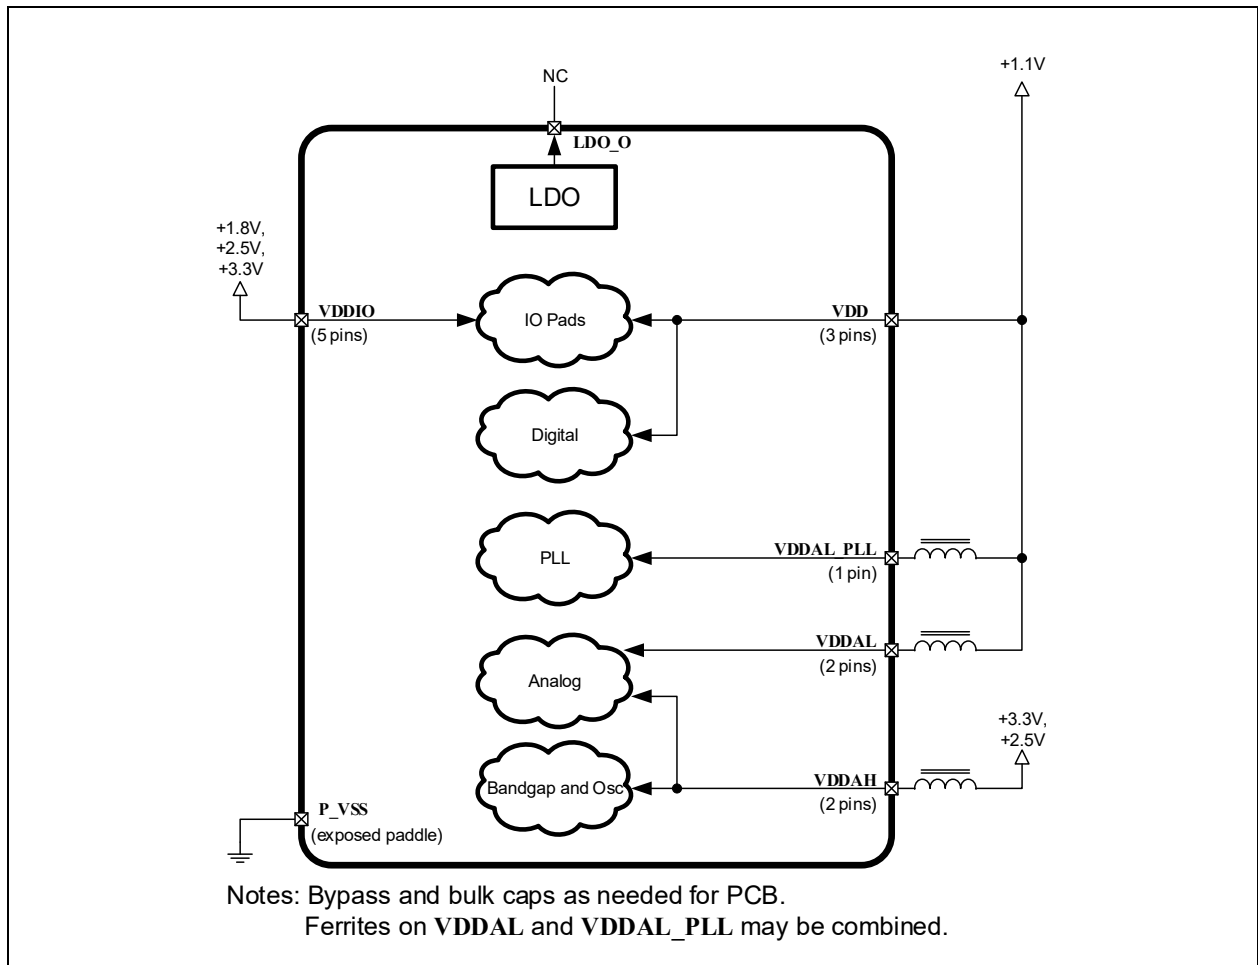 NC
+1.1V
LDO_O
LDO
+1.8V,
+2.5V,
+3.3V
VDDIO
(5 pins)
IO Pads
VDD
(3 pins)
Digital
PLL
VDDAL_PLL
(1 pin)
VDDAL
(2 pins)
Analog
+3.3V,
+2.5V
Bandgap and Osc
VDDAH
(2 pins)
P_VSS
(exposed paddle)
Notes: Bypass and bulk caps as needed for PCB.
Ferrites on VDDAL and VDDAL_PLL may be combined.